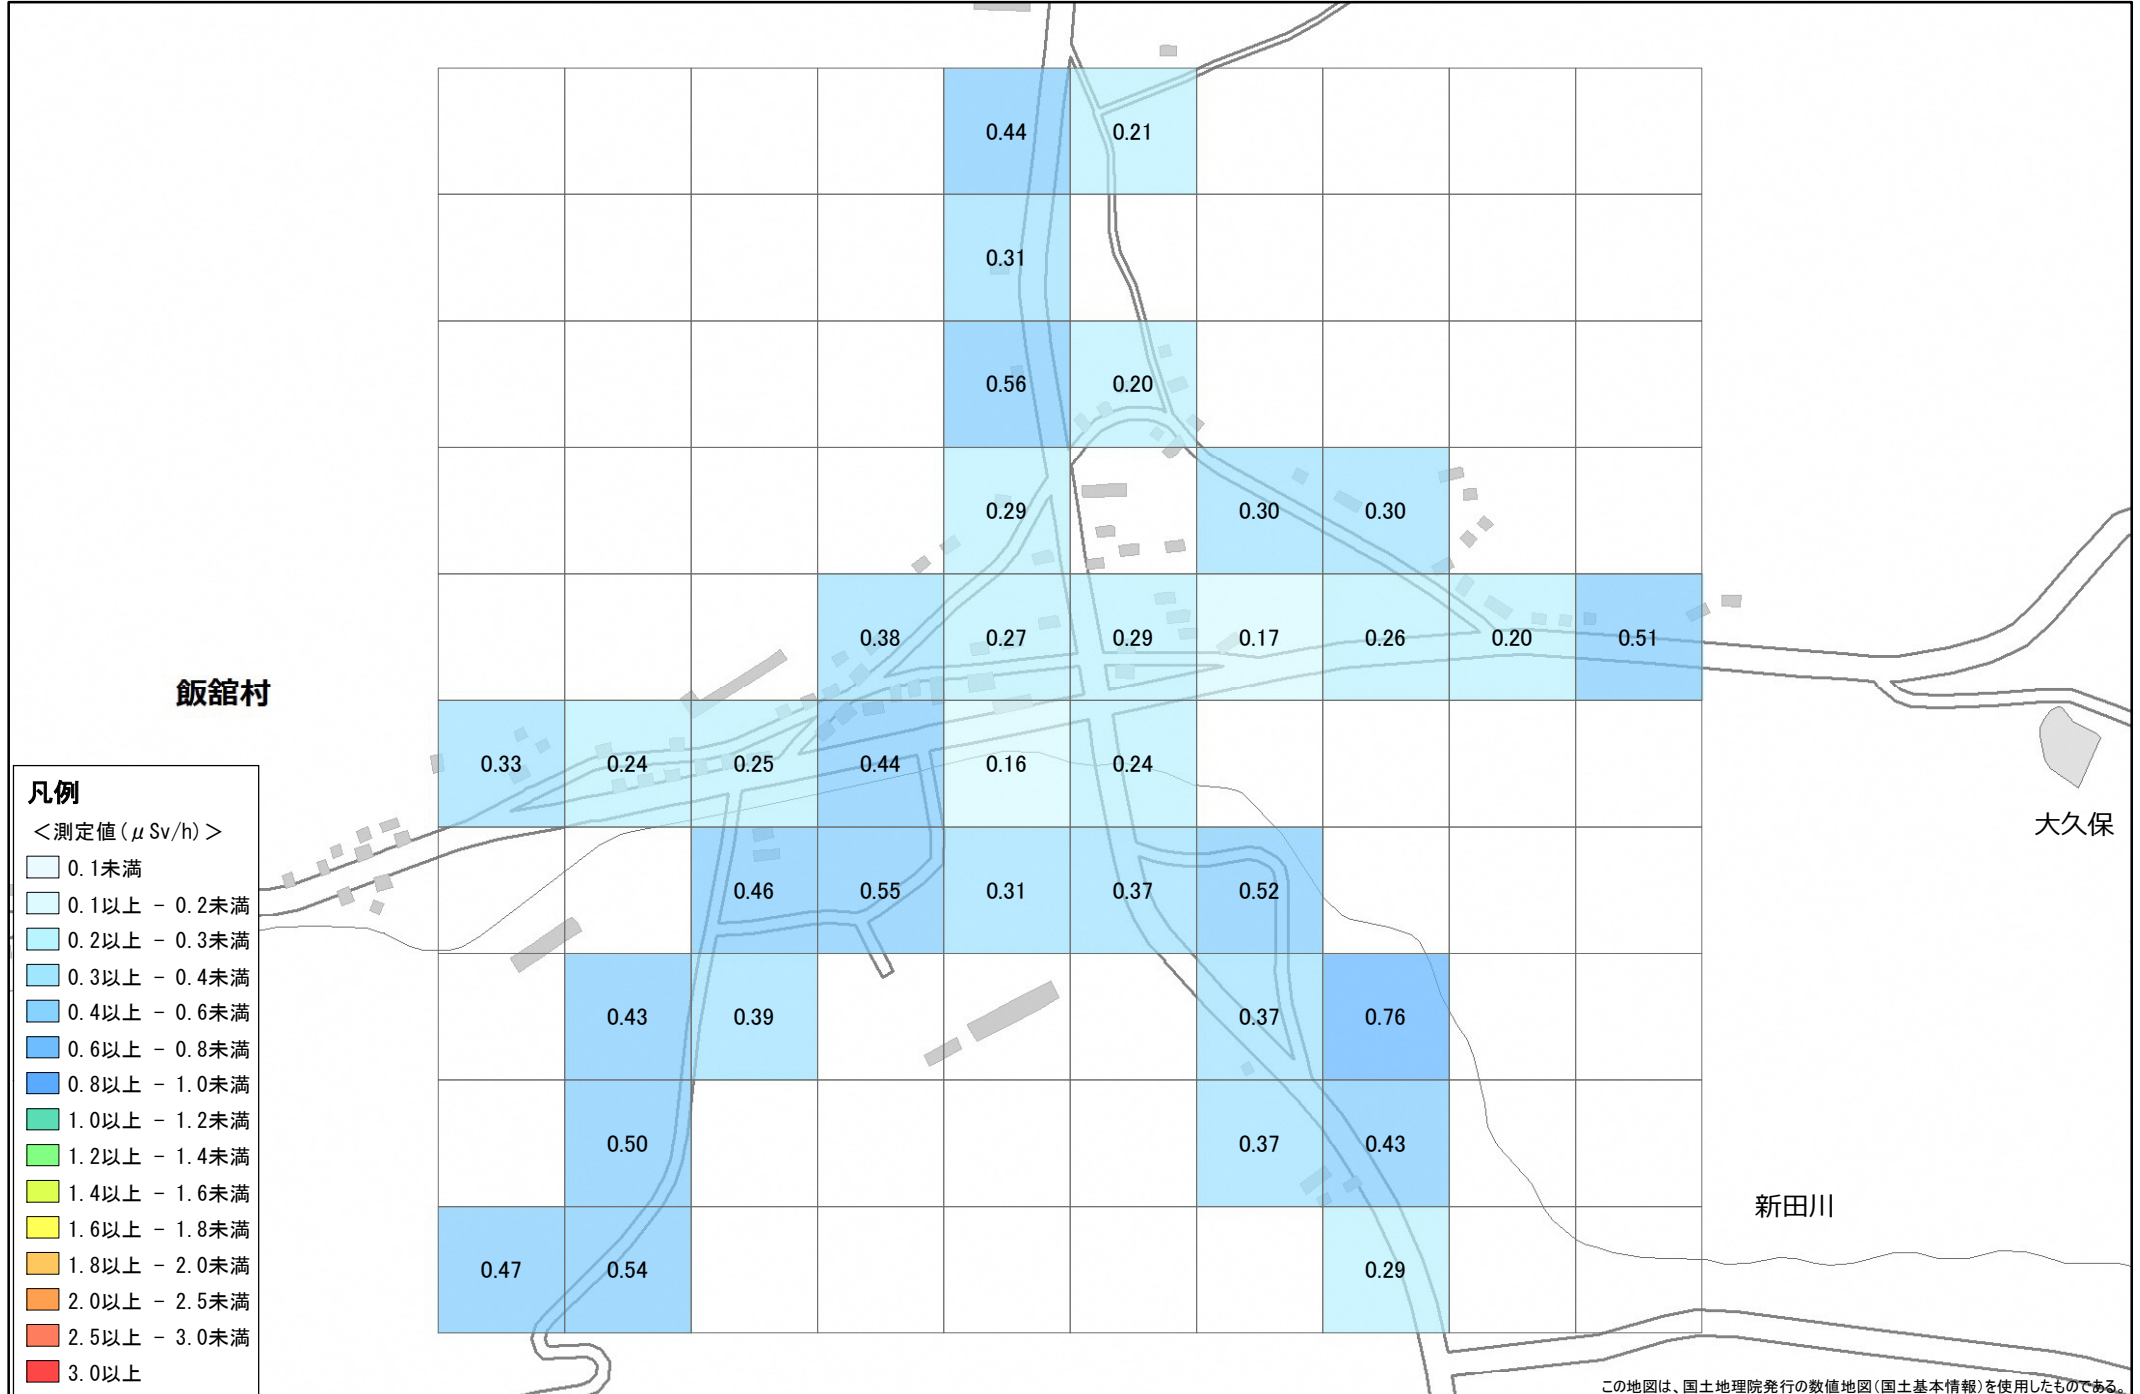 0.44 0.21
0.31
0.56 0.20
0.29 0.30 0.30
0.38 0.27 0.29 0.17 0.26 0.20 0.51
飯舘村
0.33 0.24 0.25 0.44 0.16 0.24
大久保
0.46 0.55 0.31 0.37 0.52
0.43 0.39 0.37 0.76
0.50 0.37 0.43
新田川
0.47 0.54 0.29
凡例
＜測定値(μSv/h)＞
0.1未満
0.1以上 － 0.2未満
0.2以上 － 0.3未満
0.3以上 － 0.4未満
0.4以上 － 0.6未満
0.6以上 － 0.8未満
0.8以上 － 1.0未満
1.0以上 － 1.2未満
1.2以上 － 1.4未満
1.4以上 － 1.6未満
1.6以上 － 1.8未満
1.8以上 － 2.0未満
2.0以上 － 2.5未満
2.5以上 － 3.0未満
3.0以上
この地図は、国土地理院発行の数値地図(国土基本情報)を使用したものである。